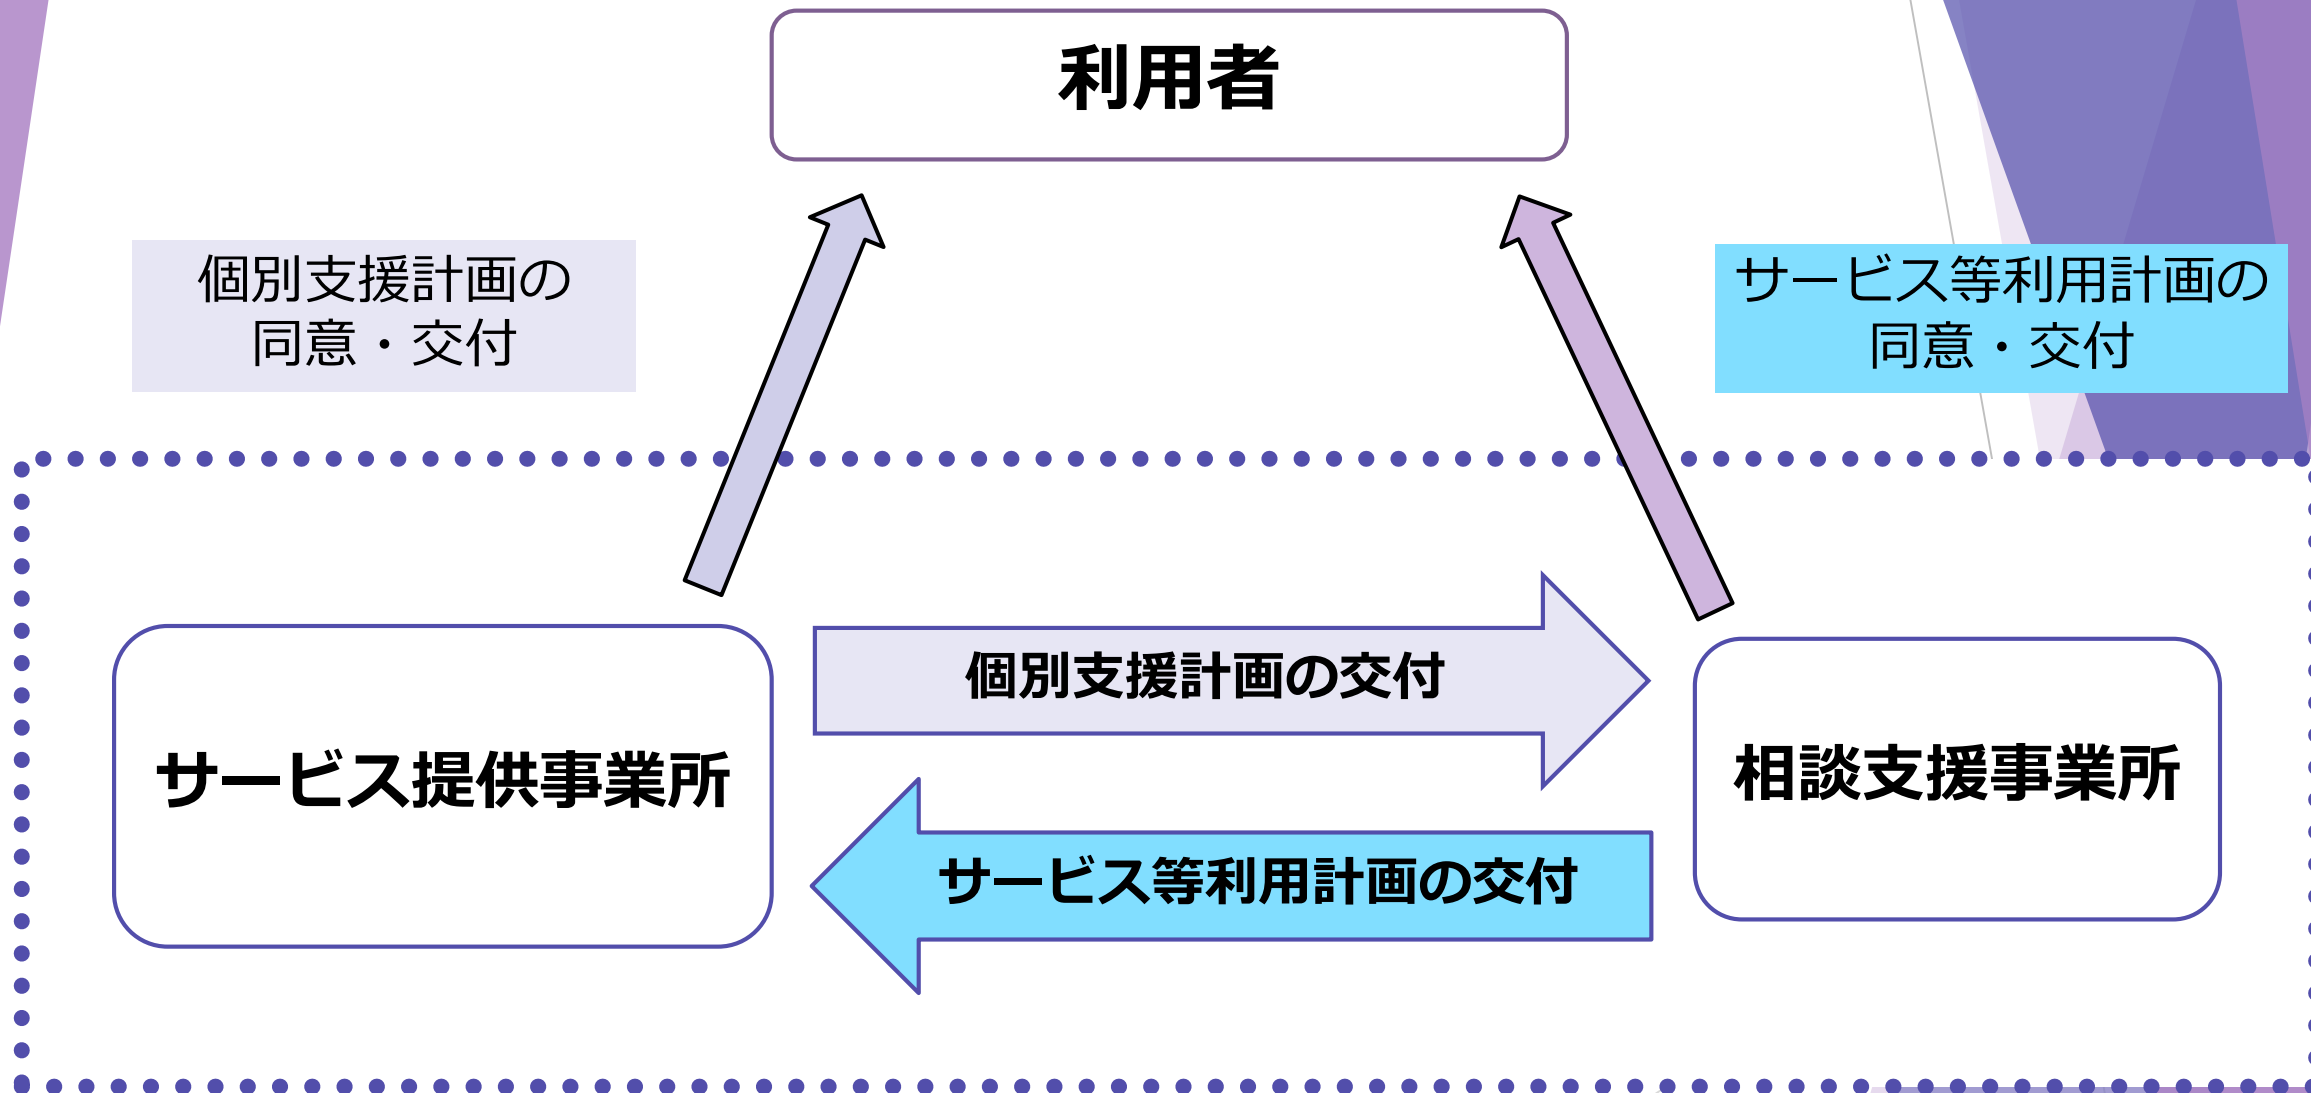 利用者
個別支援計画の
同意・交付
サービス等利用計画の
同意・交付
個別支援計画の交付
サービス提供事業所
相談支援事業所
サービス等利用計画の交付